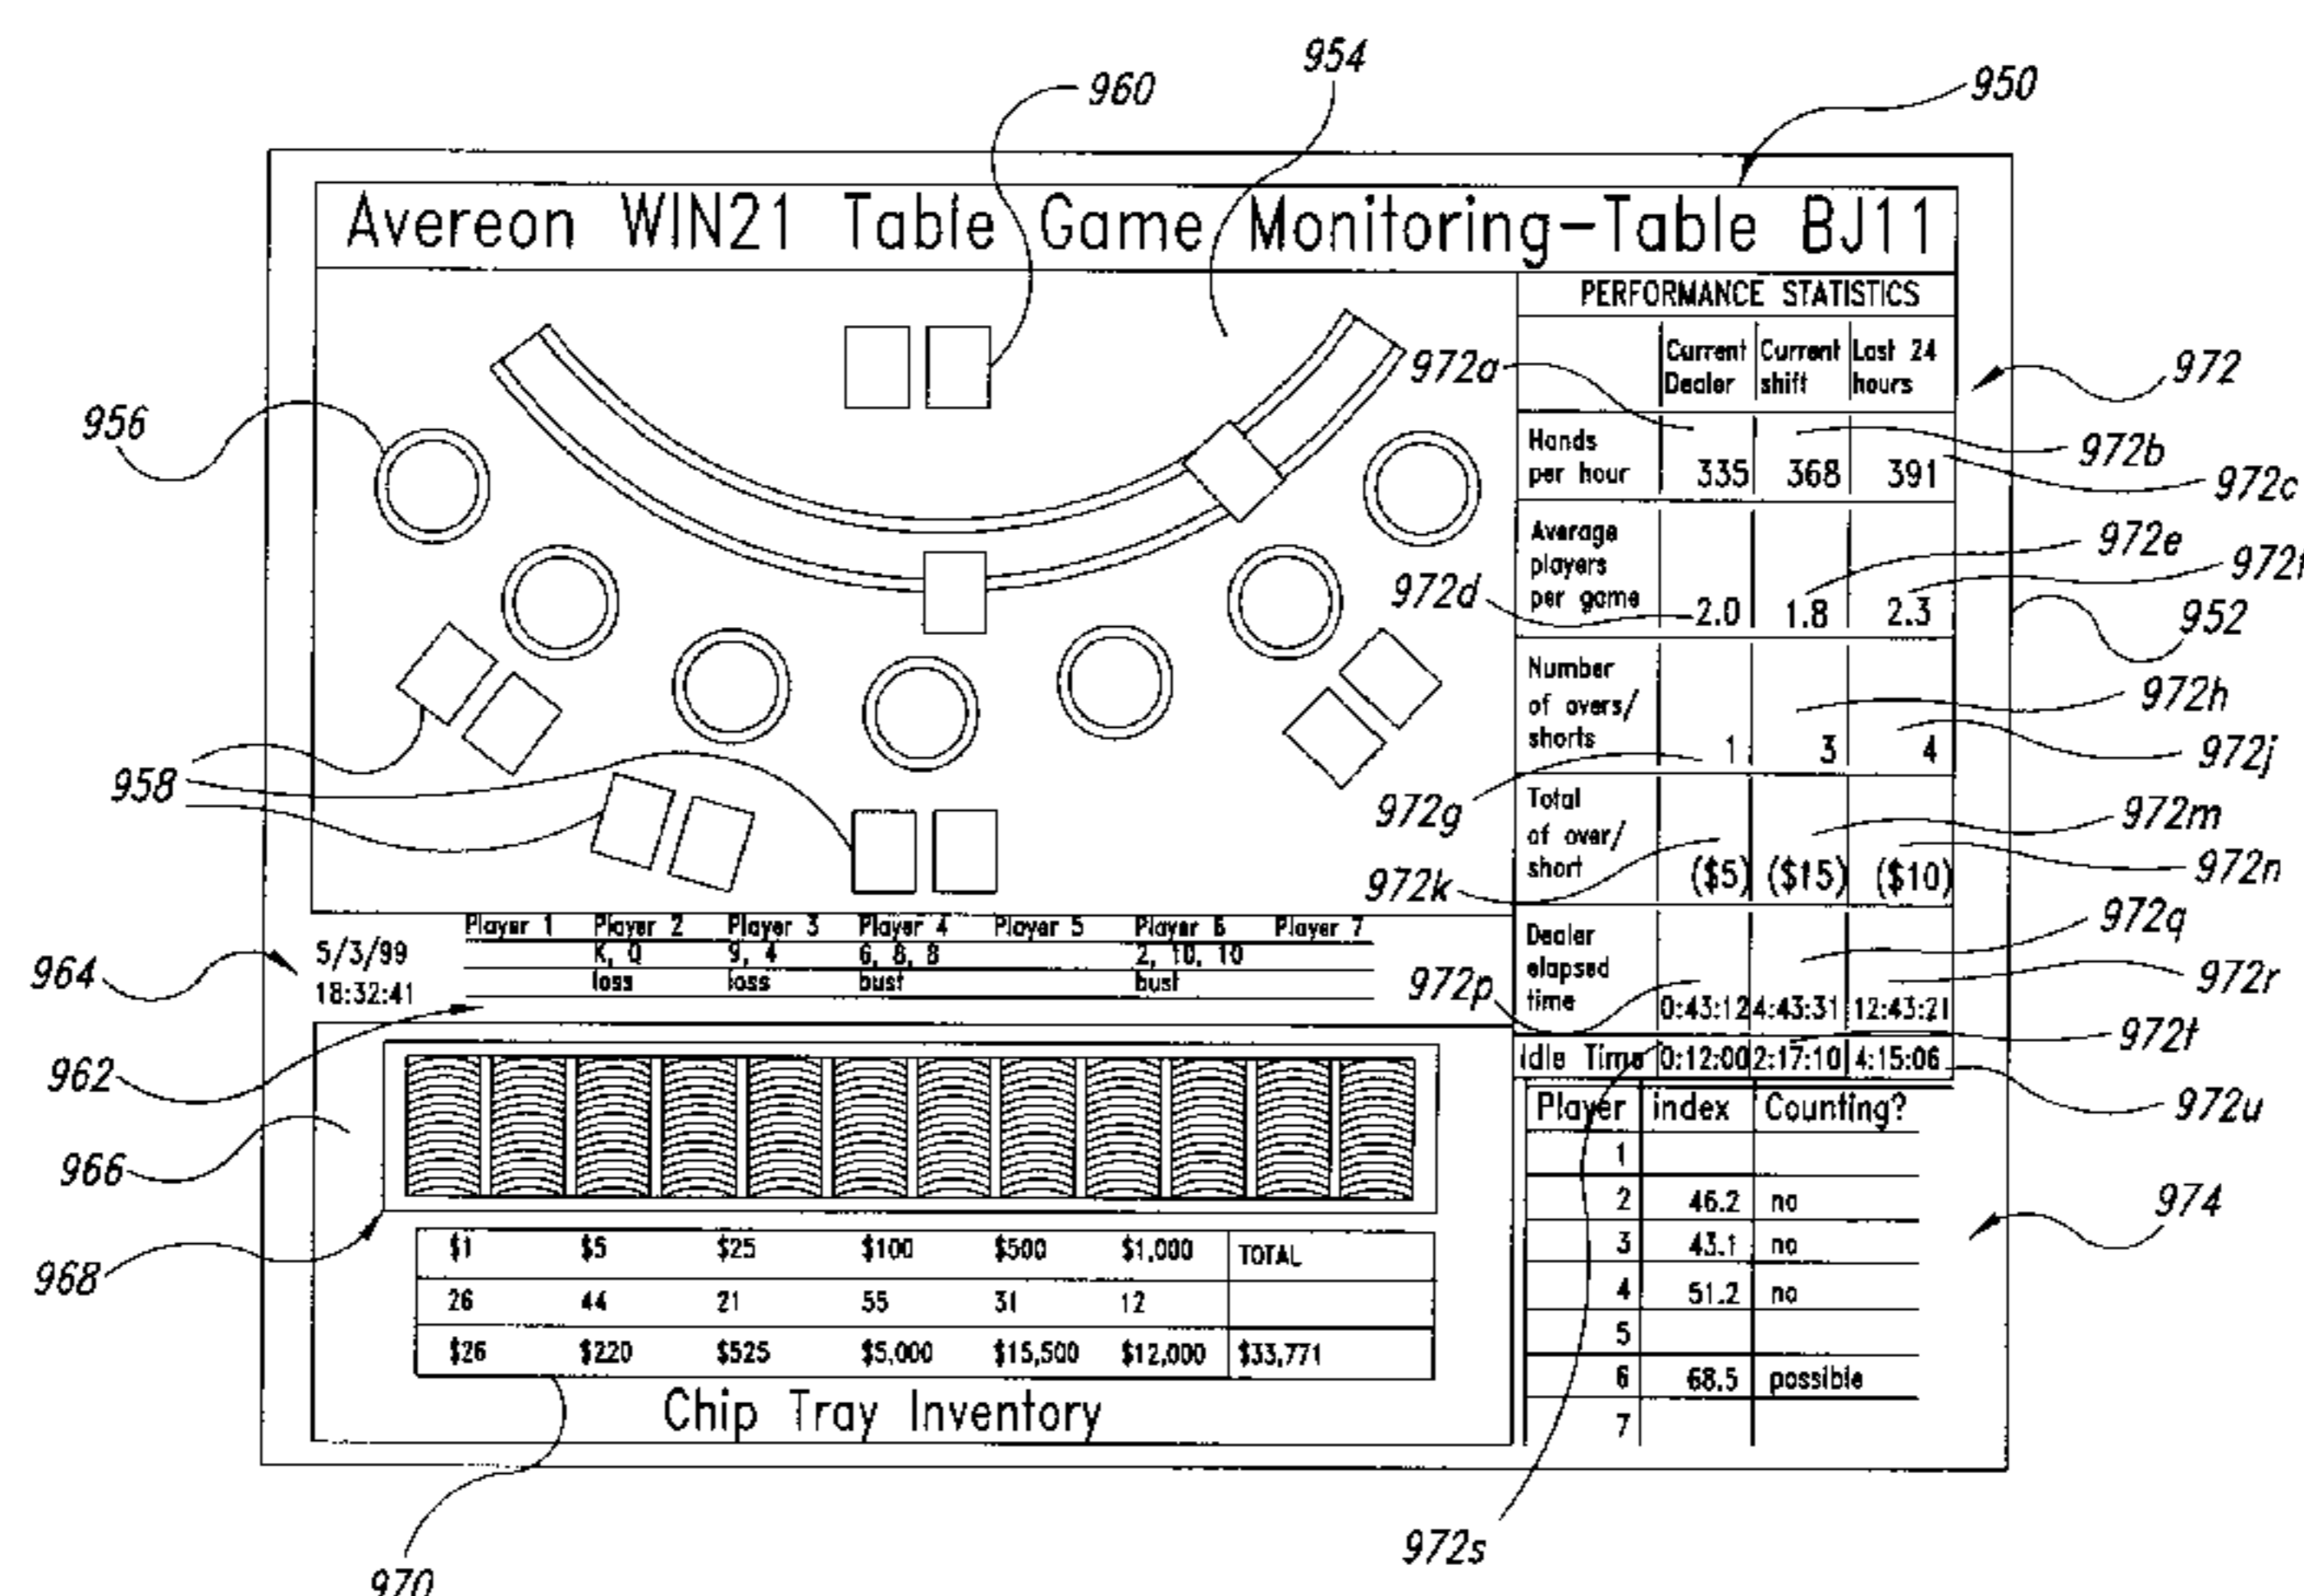 954
960
950
Avereon WIN21 Table Game Monitoring-Table BJ11
PERFORMANCE STATISTICS
Current Dealer Current shift Last 24 hours
972a
972
956
Hands per hour 335 368 391
972b
972c
Average players per game 2.0 1.8 2.3
972e
972d
952
Number of overs/ shorts 1 3 4
972h
972j
958
972g
Total of over/ short ($5) ($15) ($10)
972m
972n
972k
Player 1 Player 2 Player 3 Player 4 Player 5 Player 6 Player 7
K, Q 9, 4 6, 8, 8 2, 10, 10
loss loss bust bust
5/3/99
18:32:41
964
Dealer elapsed time 0:43:12 4:43:31 12:43:21
972q
972r
972p
972t
Idle Time 0:12:00 2:17:10 4:15:06
972u
962
966
968
$1 $5 $25 $100 $500 $1,000 TOTAL
26 44 21 55 31 12
$26 $220 $525 $5,000 $15,500 $12,000 $33,771
Chip Tray Inventory
970
Player index Counting?
1
2 46.2 no
3 43.1 no
4 51.2 no
5
6 68.5 possible
7
974
972s